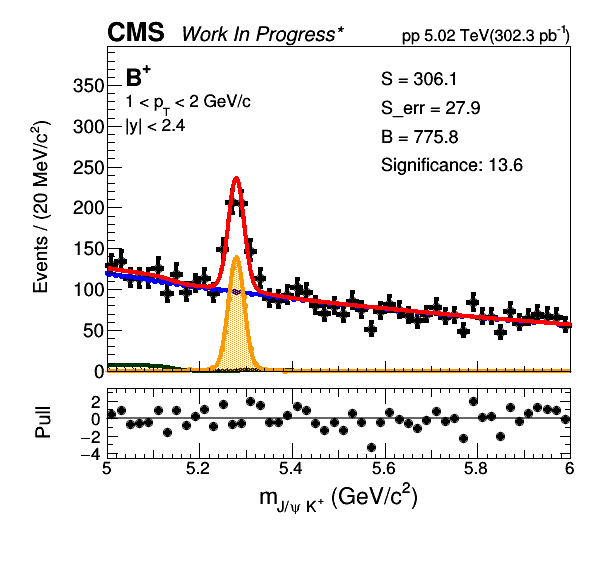 CMS Work In Progress* pp 5.02 TeV(302.3 pb⁻¹)
B⁺
1 < p_T < 2 GeV/c
|y| < 2.4
S = 306.1
S_err = 27.9
B = 775.8
Significance: 13.6
Events / (20 MeV/c²)
350
300
250
200
150
100
50
0
Pull
2
0
−2
−4
5 5.2 5.4 5.6 5.8 6
m_{J/ψ K⁺} (GeV/c²)